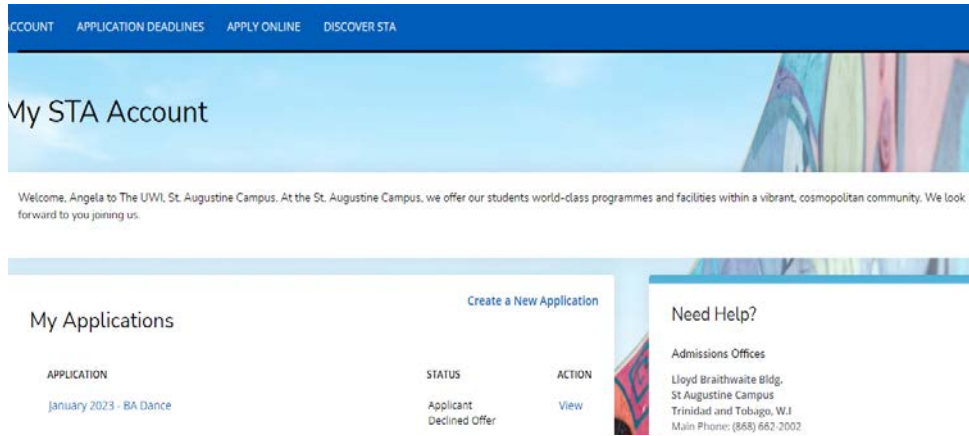 CCOUNT APPLICATION DEADLINES APPLY ONLINE DISCOVER STA
My STA Account
Welcome, Angela to The UWI, St. Augustine Campus. At the St. Augustine Campus, we offer our students world-class programmes and facilities within a vibrant, cosmopolitan community. We look
forward to you joining us.
Create a New Application
My Applications
APPLICATION STATUS ACTION
January 2023 - BA Dance Applicant View
Declined Offer
Need Help?
Admissions Offices
Lloyd Braithwaite Bldg.
St Augustine Campus
Trinidad and Tobago, W.I
Main Phone: (868) 662-2002